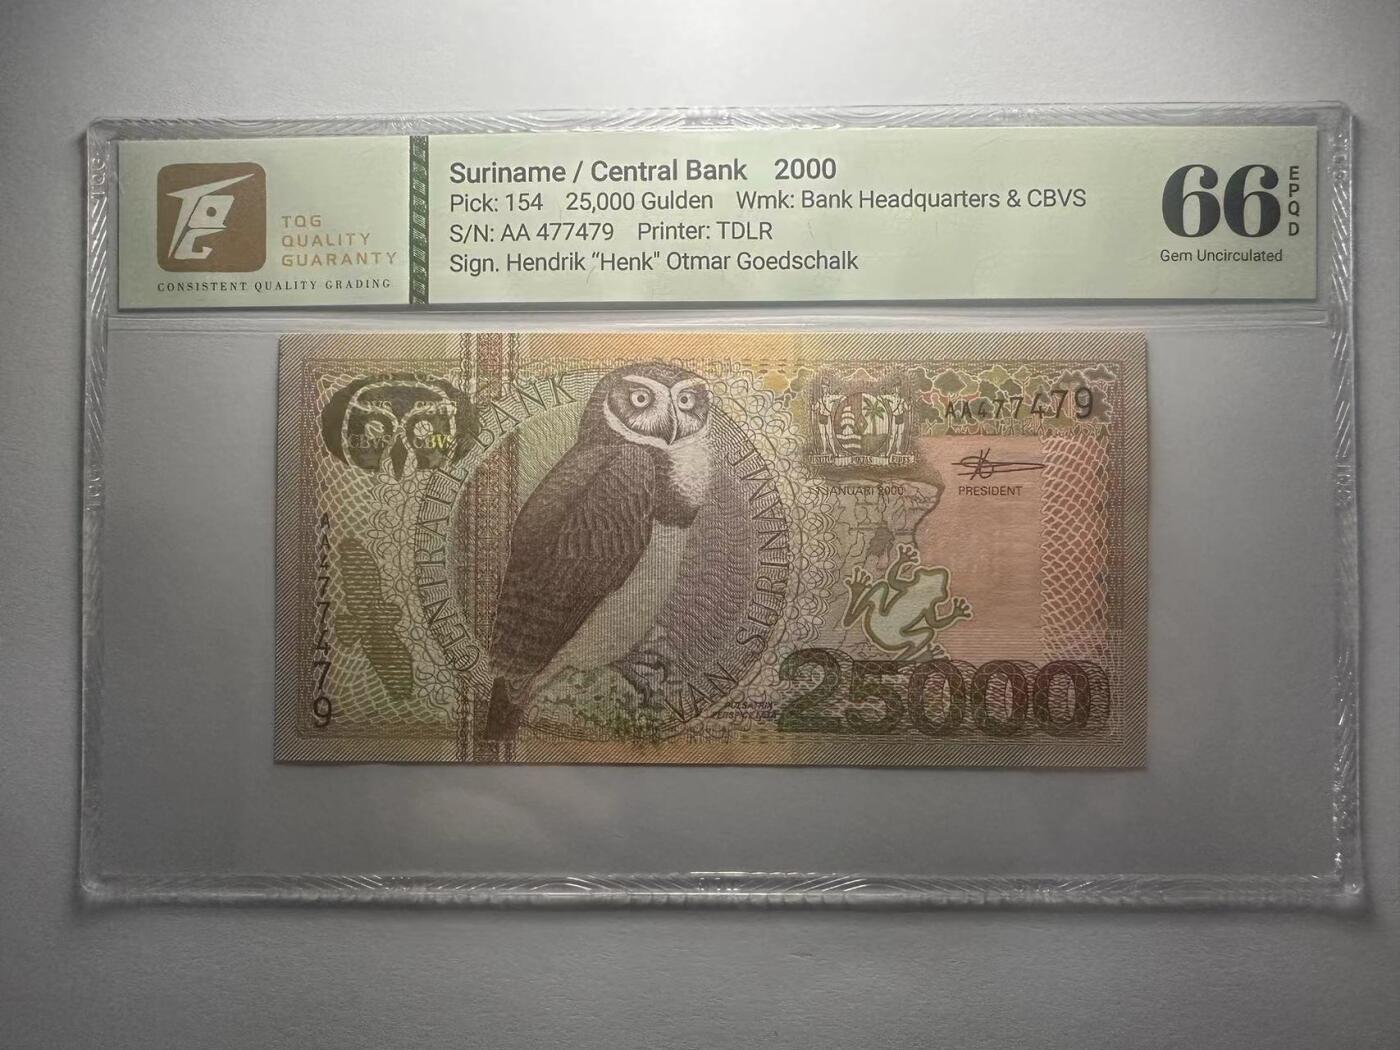 TQG
QUALITY
GUARANTY
CONSISTENT QUALITY GRADING
Suriname / Central Bank 2000
Pick: 154 25,000 Gulden Wmk: Bank Headquarters & CBVS
S/N: AA 477479 Printer: TDLR
Sign. Hendrik “Henk" Otmar Goedschalk
66
EPQD
Gem Uncirculated
CENTRALE BANK
VAN SURINAME
CBVS CBVS
AA477479
1 JANUARI 2000
PRESIDENT
AA477479
PULSATRIX
PERSPICILLATA
25000